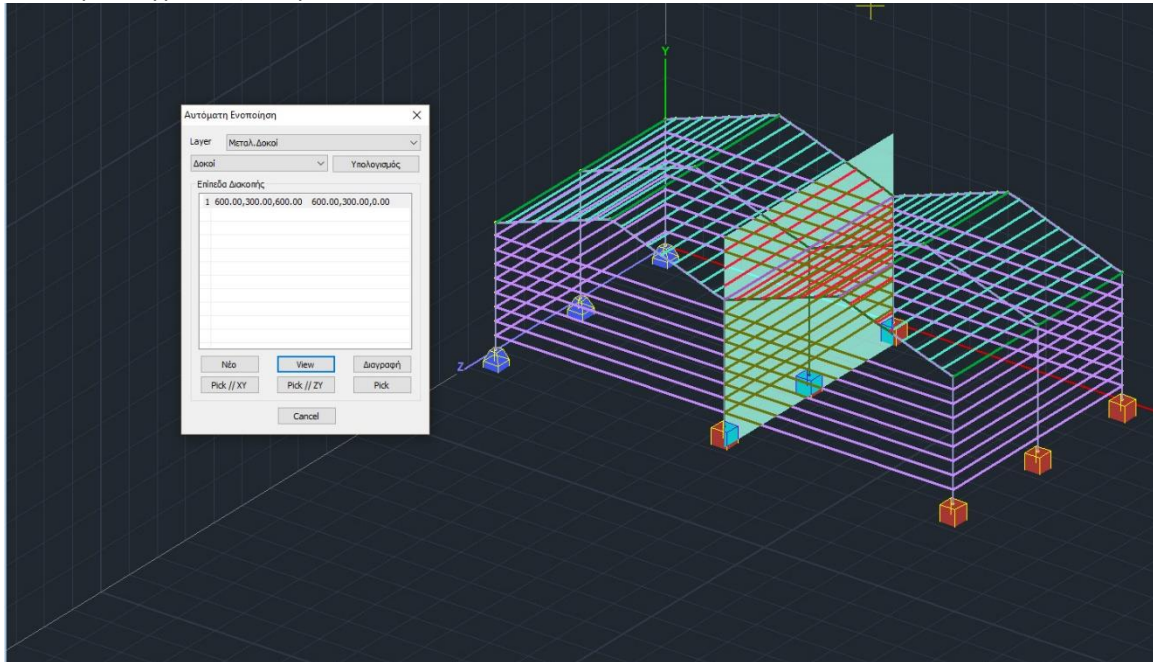 Αυτόματη Ενοποίηση
Layer Μεταλ.Δοκοί
Δοκοί Υπολογισμός
Επίπεδα Διακοπής
1 600.00,300.00,600.00 600.00,300.00,0.00
Νέο View Διαγραφή
Pick // XY Pick // ZY Pick
Cancel
Y
Z